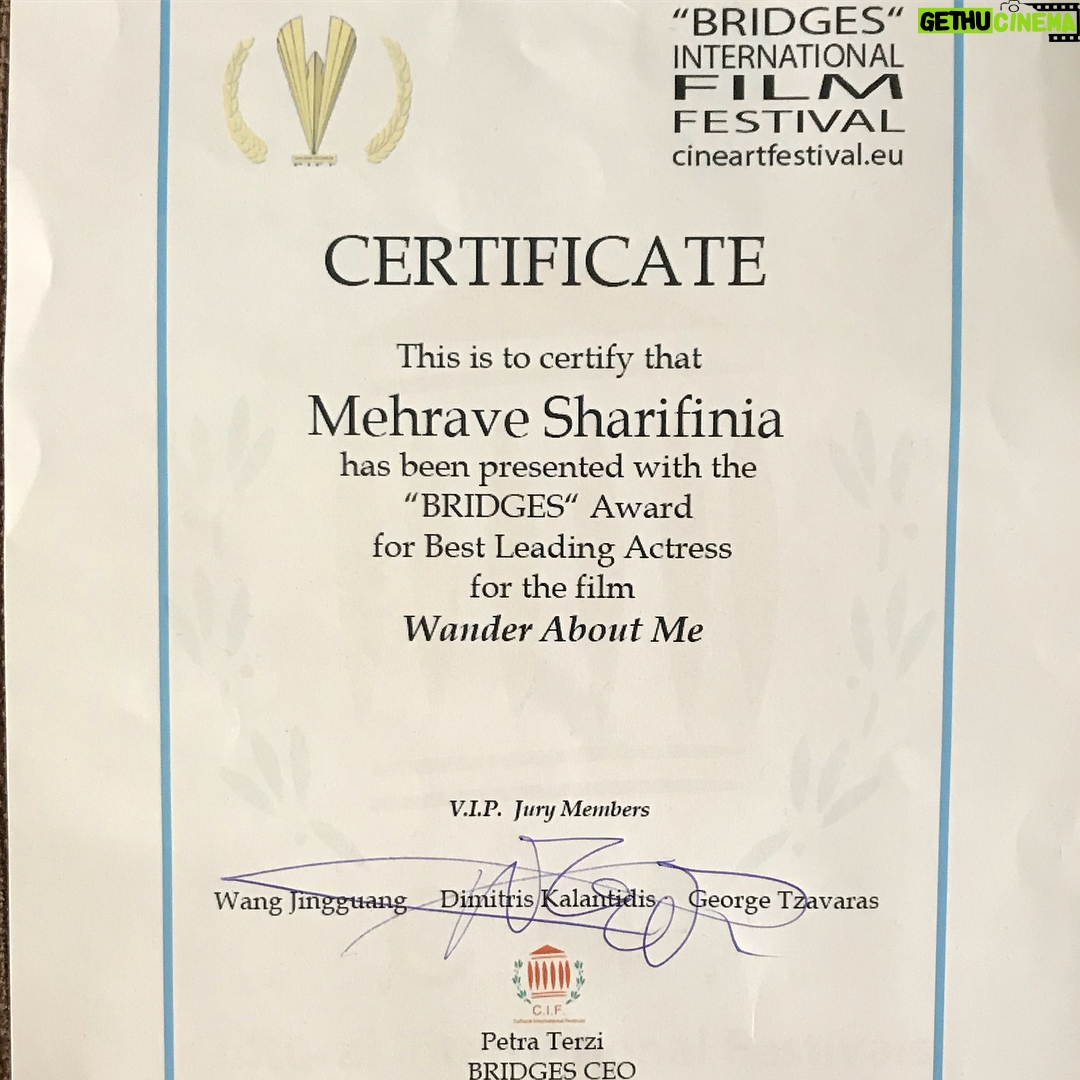 GETHUCINEMA
"BRIDGES"
INTERNATIONAL
FILM
FESTIVAL
cineartfestival.eu
CERTIFICATE
This is to certify that
Mehrave Sharifinia
has been presented with the
"BRIDGES" Award
for Best Leading Actress
for the film
Wander About Me
V.I.P. Jury Members
Wang Jingguang Dimitris Kalantidis George Tzavaras
C.I.F.
Petra Terzi
BRIDGES CEO